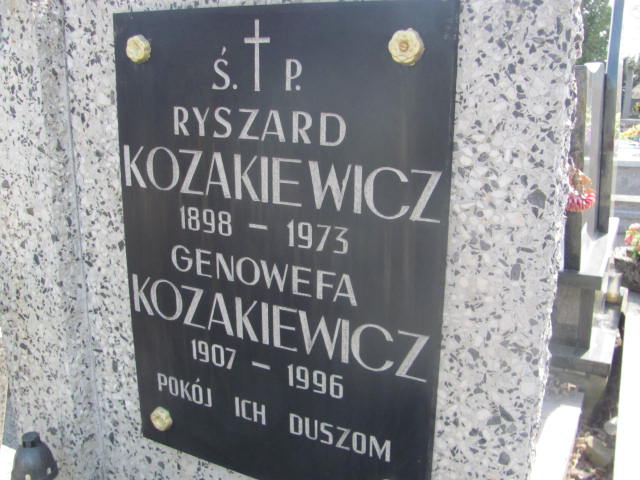 Ś. P.
RYSZARD
KOZAKIEWICZ
1898 - 1973
GENOWEFA
KOZAKIEWICZ
1907 - 1996
POKÓJ ICH DUSZOM